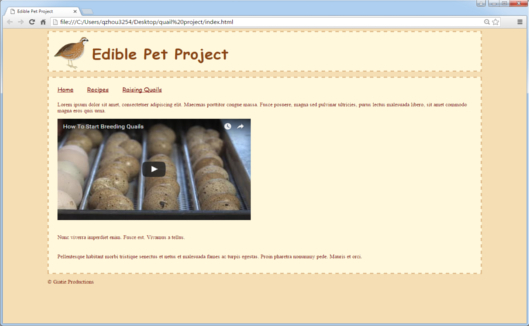 Edible Pet Project
file:///C:/Users/qzhou3254/Desktop/quail%20project/index.html
Edible Pet Project
Home Recipes Raising Quails
Lorem ipsum dolor sit amet, consectetuer adipiscing elit. Maecenas porttitor congue massa. Fusce posuere, magna sed pulvinar ultricies, purus lectus malesuada libero, sit amet commodo
magna eros quis urna.
How To Start Breeding Quails
Nunc viverra imperdiet enim. Fusce est. Vivamus a tellus.
Pellentesque habitant morbi tristique senectus et netus et malesuada fames ac turpis egestas. Proin pharetra nonummy pede. Mauris et orci.
© Productions